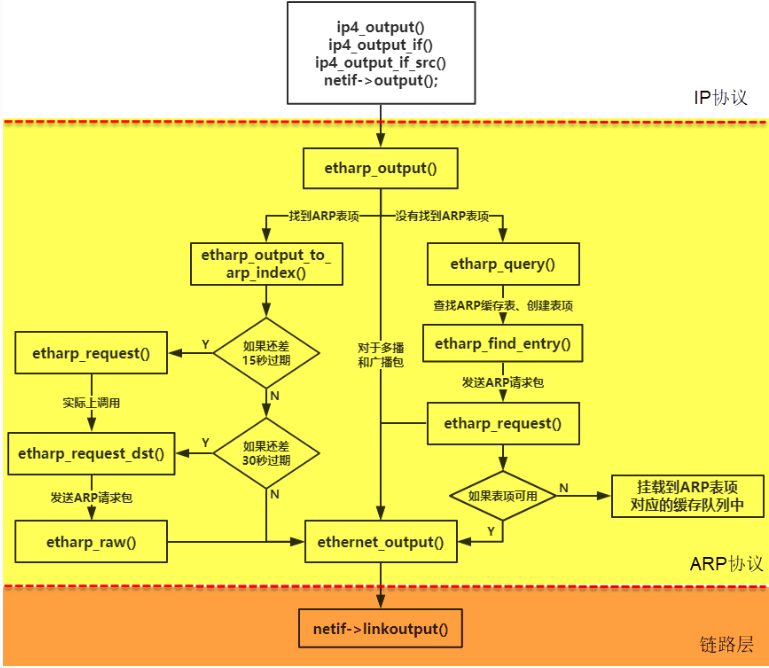 ip4_output()
ip4_output_if()
ip4_output_if_src()
netif->output();
IP协议
etharp_output()
找到ARP表项
没有找到ARP表项
etharp_output_to_
arp_index()
etharp_query()
查找ARP缓存表、创建表项
etharp_request()
Y
如果还差
15秒过期
对于多播
和广播包
etharp_find_entry()
实际上调用
N
发送ARP请求包
etharp_request()
etharp_request_dst()
Y
如果还差
30秒过期
发送ARP请求包
N
如果表项可用
N
挂载到ARP表项
对应的缓存队列中
Y
etharp_raw()
ethernet_output()
ARP协议
netif->linkoutput()
链路层